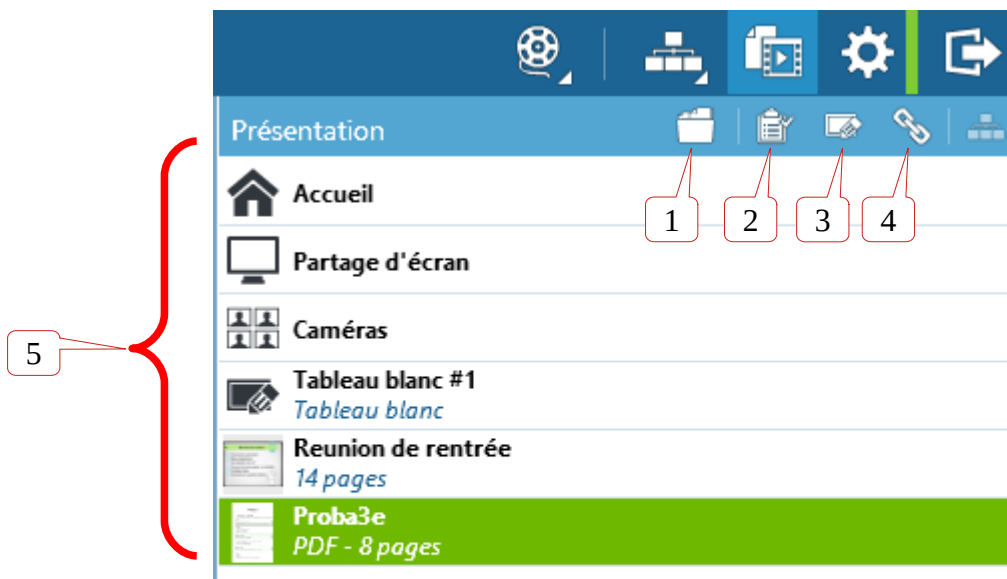 Présentation
1
2
3
4
5
Accueil
Partage d'écran
Caméras
Tableau blanc #1
Tableau blanc
Reunion de rentrée
14 pages
Proba3e
PDF - 8 pages